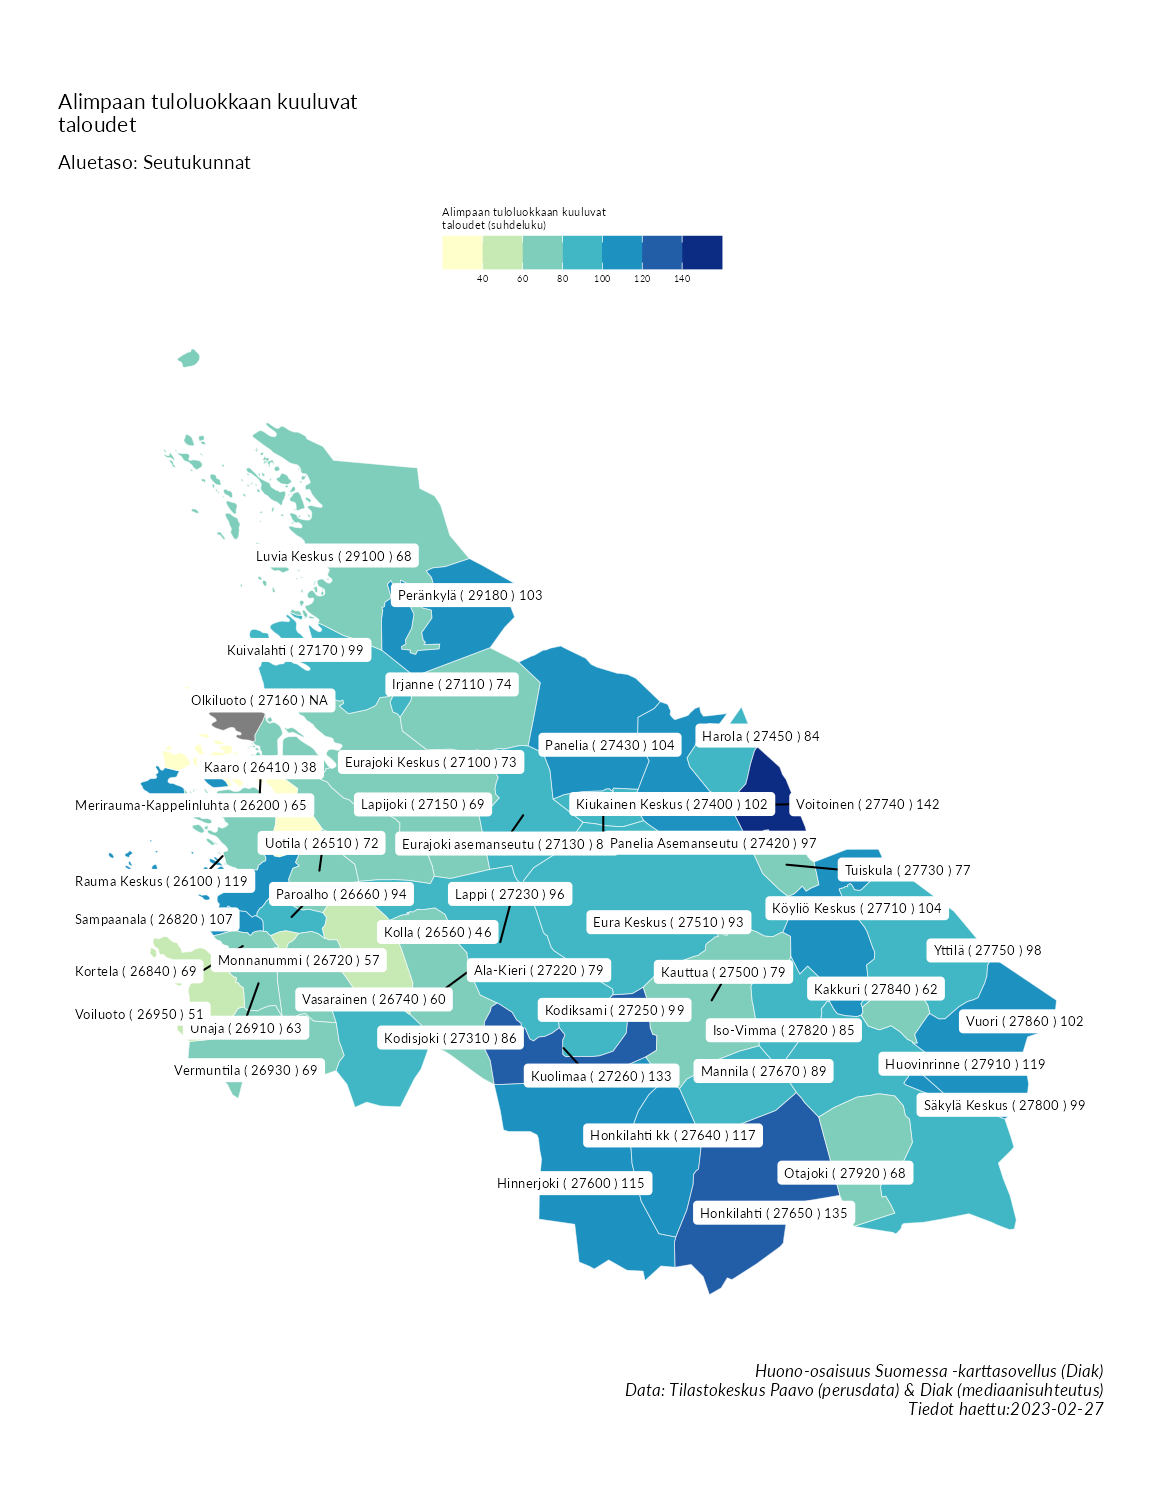 Alimpaan tuloluokkaan kuuluvat
taloudet
Aluetaso: Seutukunnat
Alimpaan tuloluokkaan kuuluvat
taloudet (suhdeluku)
40 60 80 100 120 140
Luvia Keskus ( 29100 ) 68
Peränkylä ( 29180 ) 103
Kuivalahti ( 27170 ) 99
Irjanne ( 27110 ) 74
Olkiluoto ( 27160 ) NA
Harola ( 27450 ) 84
Panelia ( 27430 ) 104
Eurajoki Keskus ( 27100 ) 73
Kaaro ( 26410 ) 38
Merirauma-Kappelinluhta ( 26200 ) 65
Lapijoki ( 27150 ) 69
Kiukainen Keskus ( 27400 ) 102
Voitoinen ( 27740 ) 142
Uotila ( 26510 ) 72
Eurajoki asemanseutu ( 27130 ) 8
Panelia Asemanseutu ( 27420 ) 97
Tuiskula ( 27730 ) 77
Rauma Keskus ( 26100 ) 119
Paroalho ( 26660 ) 94
Lappi ( 27230 ) 96
Köyliö Keskus ( 27710 ) 104
Sampaanala ( 26820 ) 107
Eura Keskus ( 27510 ) 93
Kolla ( 26560 ) 46
Yttilä ( 27750 ) 98
Monnanummi ( 26720 ) 57
Kortela ( 26840 ) 69
Ala-Kieri ( 27220 ) 79
Kauttua ( 27500 ) 79
Kakkuri ( 27840 ) 62
Vasarainen ( 26740 ) 60
Kodiksami ( 27250 ) 99
Voiluoto ( 26950 ) 51
Vuori ( 27860 ) 102
Unaja ( 26910 ) 63
Iso-Vimma ( 27820 ) 85
Kodisjoki ( 27310 ) 86
Huovinrinne ( 27910 ) 119
Vermuntila ( 26930 ) 69
Kuolimaa ( 27260 ) 133
Mannila ( 27670 ) 89
Säkylä Keskus ( 27800 ) 99
Honkilahti kk ( 27640 ) 117
Otajoki ( 27920 ) 68
Hinnerjoki ( 27600 ) 115
Honkilahti ( 27650 ) 135
Huono-osaisuus Suomessa -karttasovellus (Diak)
Data: Tilastokeskus Paavo (perusdata) & Diak (mediaanisuhteutus)
Tiedot haettu:2023-02-27